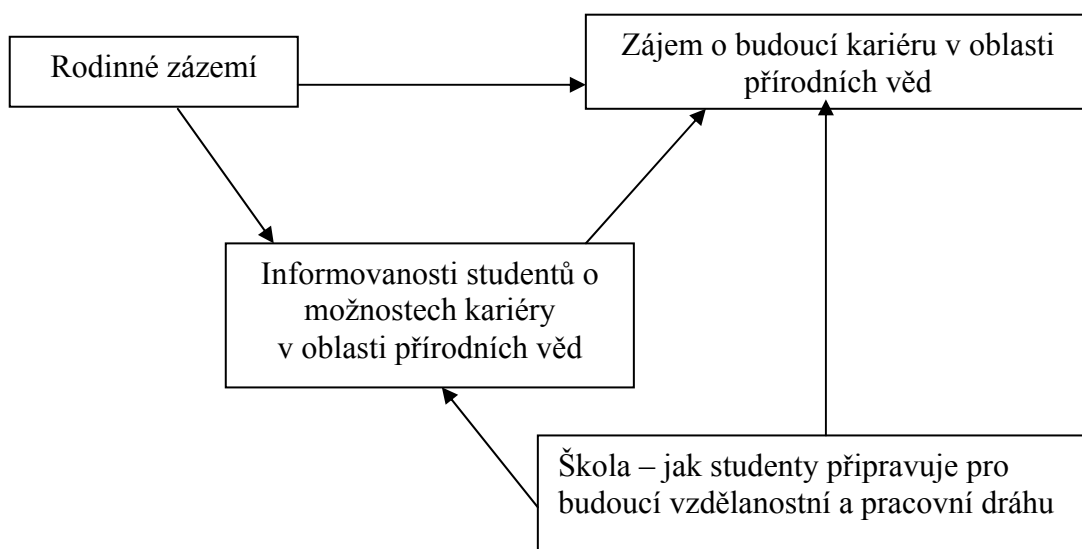 Rodinné zázemí
Zájem o budoucí kariéru v oblasti
přírodních věd
Informovanosti studentů o
možnostech kariéry
v oblasti přírodních věd
Škola – jak studenty připravuje pro
budoucí vzdělanostní a pracovní dráhu